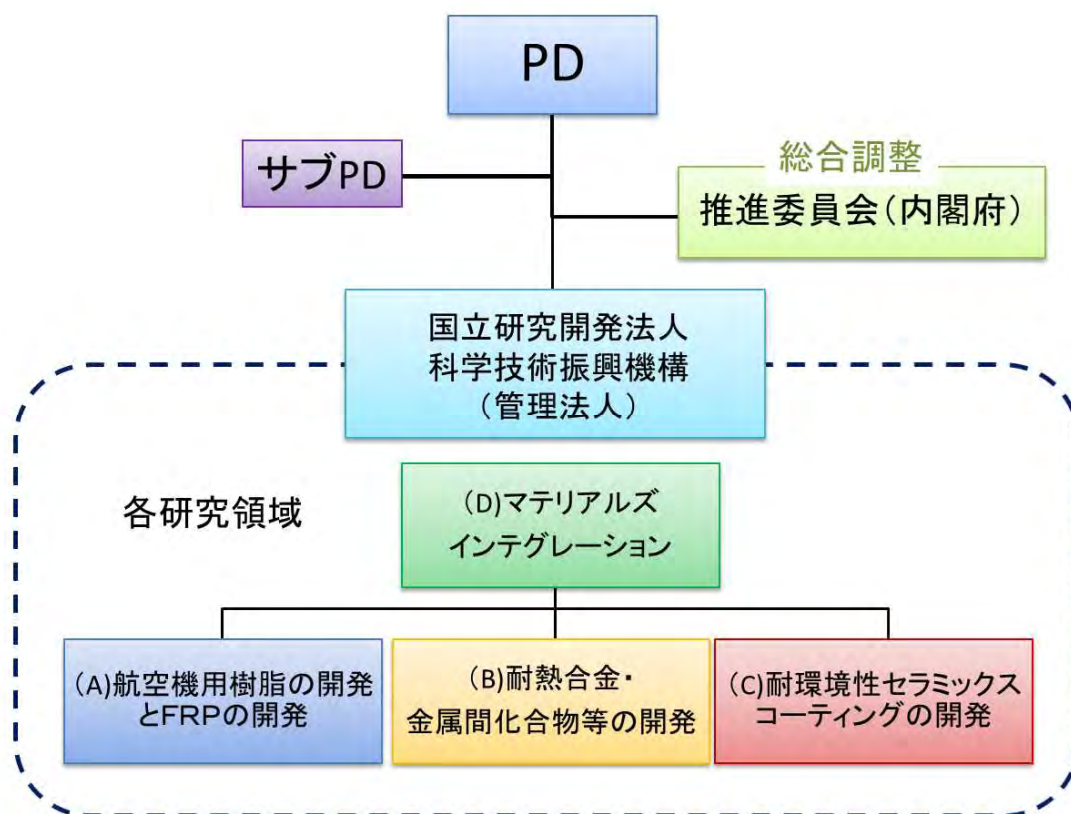 PD
サブPD
総合調整
推進委員会(内閣府)
国立研究開発法人
科学技術振興機構
（管理法人）
各研究領域
（D)マテリアルズ
インテグレーション
（A)航空機用樹脂の開発
とＦＲＰの開発
（B)耐熱合金・
金属間化合物等の開発
（C)耐環境性セラミックス
コーティングの開発